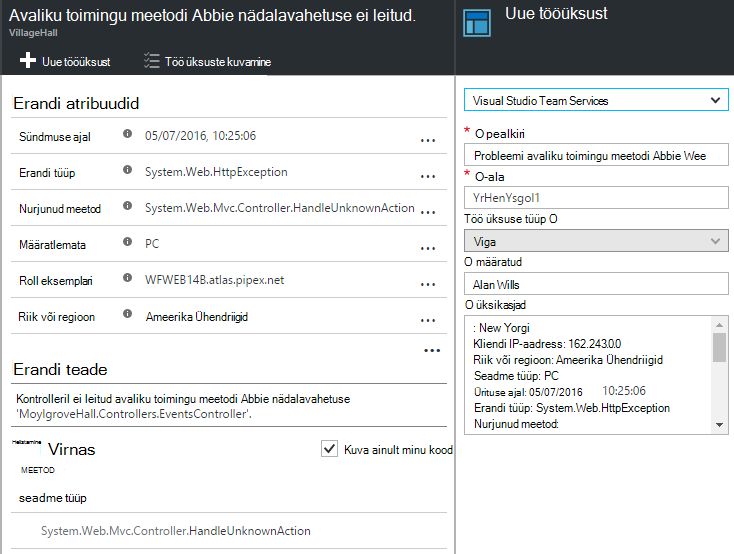 Avaliku toimingu meetodi Abbie nädalavahetuse ei leitud.
VillageHall
Uue tööüksust
Töö üksuste kuvamine
Erandi atribuudid
Sündmuse ajal
05/07/2016, 10:25:06
...
Erandi tüüp
System.Web.HttpException
...
Nurjunud meetod
System.Web.Mvc.Controller.HandleUnknownAction
...
Määratlemata
PC
...
Roll eksemplari
WFWEB14B.atlas.pipex.net
...
Riik või regioon
Ameerika Ühendriigid
...
...
Erandi teade
Kontrolleril ei leitud avaliku toimingu meetodi Abbie nädalavahetuse
'MoylgroveHall.Controllers.EventsController'.
Helistamine
Virnas
Kuva ainult minu kood
MEETOD
seadme tüüp
System.Web.Mvc.Controller.HandleUnknownAction
Uue tööüksust
Visual Studio Team Services
* O pealkiri
Probleemi avaliku toimingu meetodi Abbie Wee
* O-ala
YrHenYsgol1
Töö üksuse tüüp O
Viga
O määratud
Alan Wills
O üksikasjad
: New Yorgi
Kliendi IP-aadress: 162.243.0.0
Riik või regioon: Ameerika Ühendriigid
Seadme tüüp: PC
Ürituse ajal: 05/07/2016 10:25:06
Erandi tüüp: System.Web.HttpException
Nurjunud meetod: